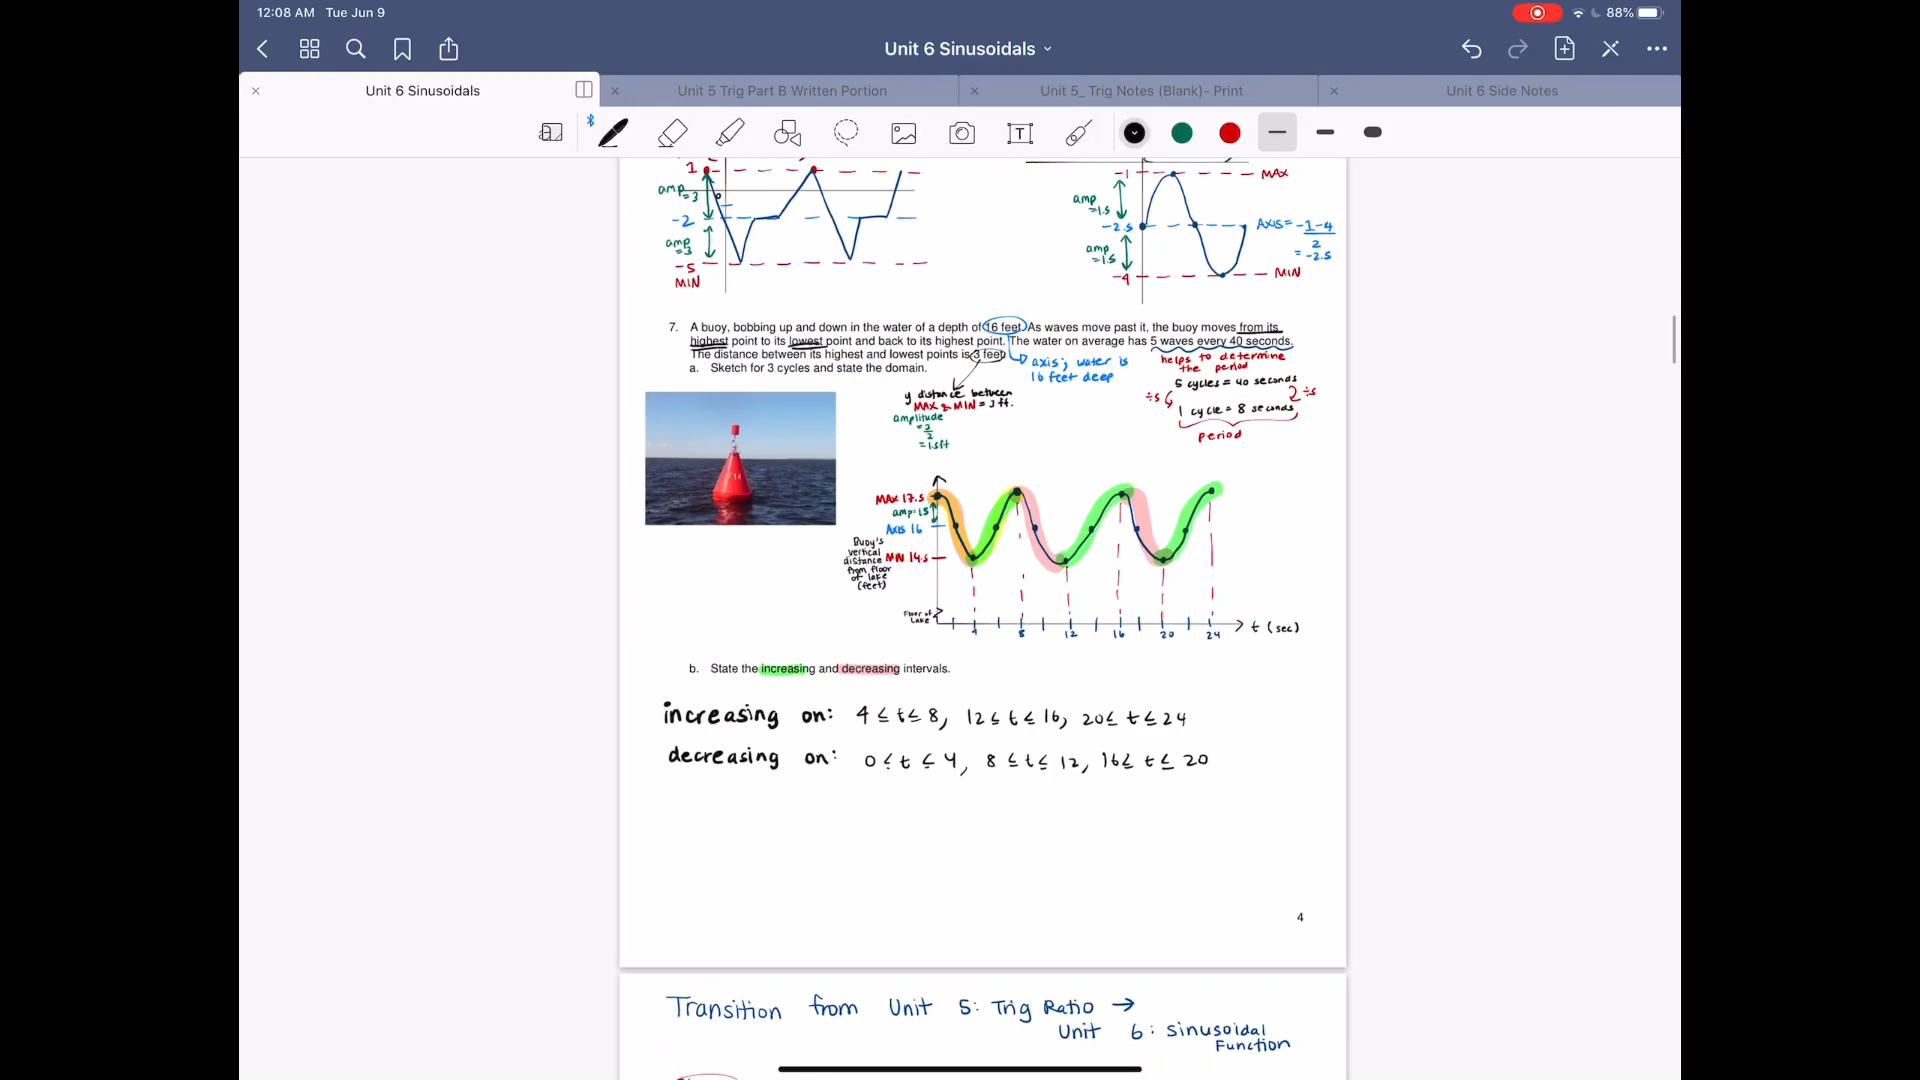 12:08 AM Tue Jun 9
88%
Unit 6 Sinusoidals
Unit 6 Sinusoidals
Unit 5 Trig Part B Written Portion
Unit 5_ Trig Notes (Blank)- Print
Unit 6 Side Notes
1
amp = 3
-2
amp = 3
-5
MIN
-1
MAX
amp = 1.5
-2.5
AXIS = -1-4
2
= -2.5
amp = 1.5
-4
MIN
7. A buoy, bobbing up and down in the water of a depth of 16 feet. As waves move past it, the buoy moves from its
highest point to its lowest point and back to its highest point. The water on average has 5 waves every 40 seconds.
The distance between its highest and lowest points is 3 feet.
a. Sketch for 3 cycles and state the domain.
axis; water is
16 feet deep
helps to determine
the period
5 cycles = 40 seconds
÷5
÷5
1 cycle = 8 seconds
period
y distance between
MAX & MIN = 3 ft.
amplitude
= 3
2
= 1.5ft
14
MAX 17.5
amp=1.5
AXIS 16
MIN 14.5
Buoy's
vertical
distance
from floor
of lake
(feet)
Floor of
Lake
4 8 12 16 20 24
t (sec)
b. State the increasing and decreasing intervals.
increasing on: 4 ≤ t ≤ 8, 12 ≤ t ≤ 16, 20 ≤ t ≤ 24
decreasing on: 0 ≤ t ≤ 4, 8 ≤ t ≤ 12, 16 ≤ t ≤ 20
4
Transition from Unit 5: Trig Ratio →
Unit 6: Sinusoidal
Function